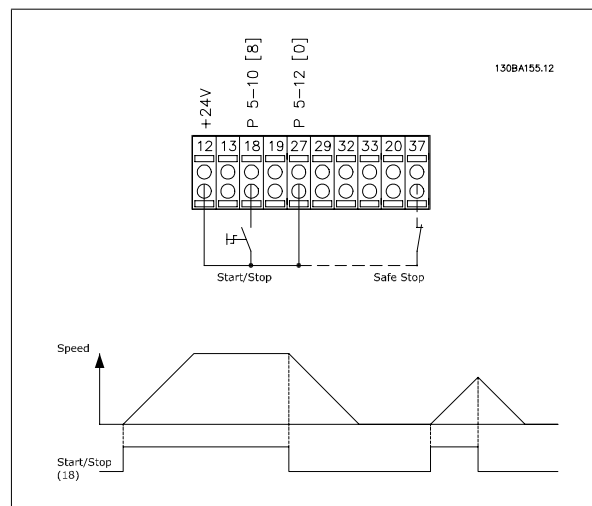 130BA155.12
+24V
P 5-10 [8]
P 5-12 [0]
12 13 18 19 27 29 32 33 20 37
Start/Stop
Safe Stop
Speed
Start/Stop
(18)